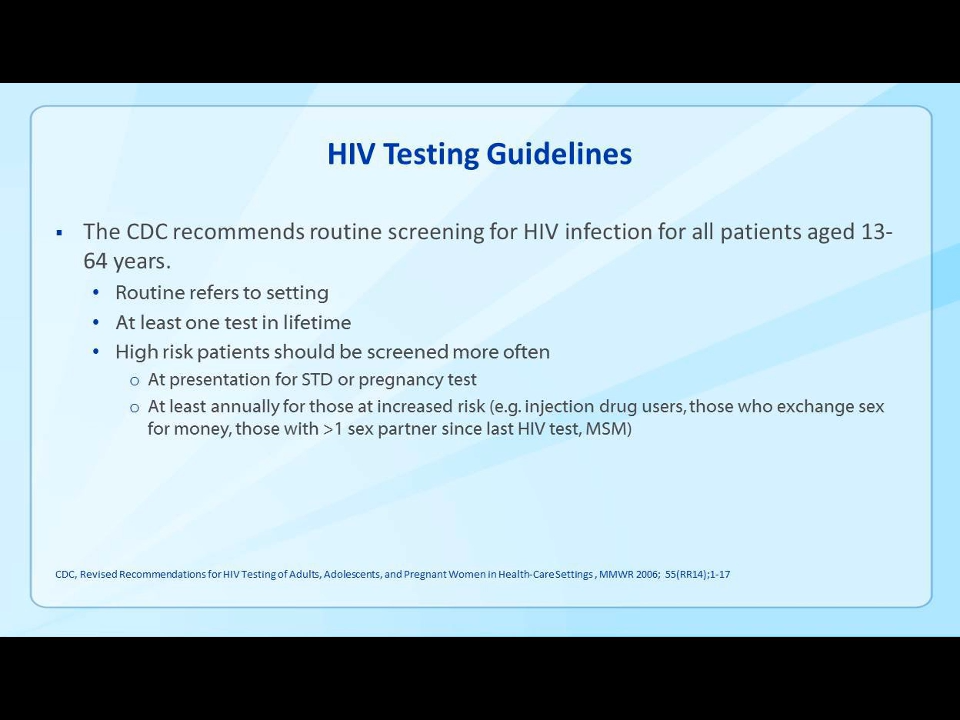 HIV Testing Guidelines
▪ The CDC recommends routine screening for HIV infection for all patients aged 13-
64 years.
• Routine refers to setting
• At least one test in lifetime
• High risk patients should be screened more often
o At presentation for STD or pregnancy test
o At least annually for those at increased risk (e.g. injection drug users, those who exchange sex
for money, those with >1 sex partner since last HIV test, MSM)
CDC, Revised Recommendations for HIV Testing of Adults, Adolescents, and Pregnant Women in Health-Care Settings , MMWR 2006; 55(RR14);1-17